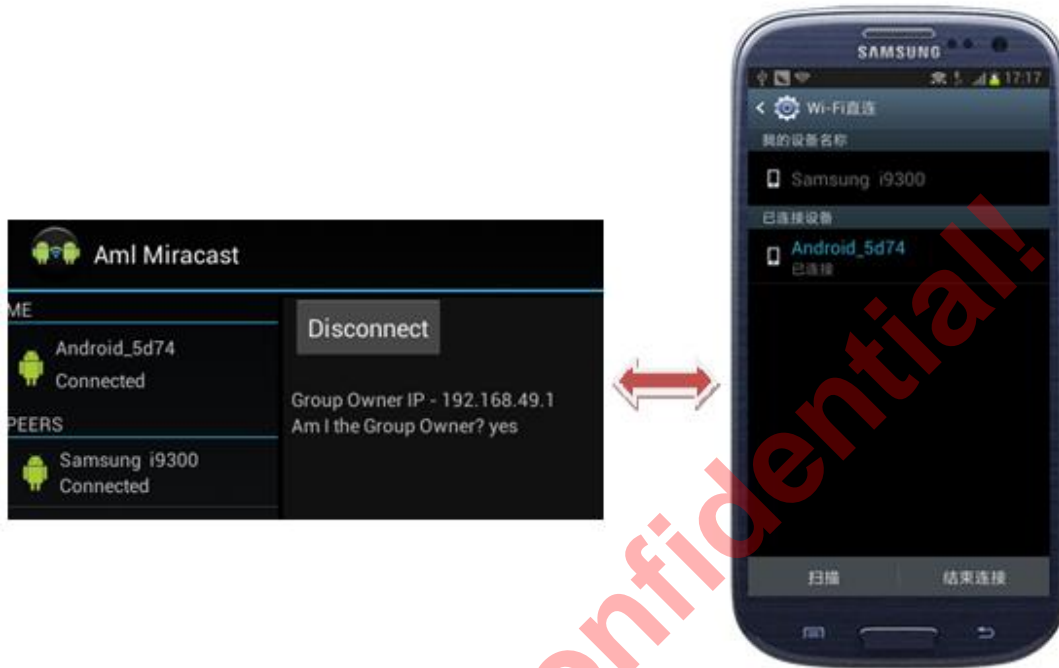 Aml Miracast
ME
Android_5d74
Connected
PEERS
Samsung i9300
Connected
Disconnect
Group Owner IP - 192.168.49.1
Am I the Group Owner? yes
SAMSUNG
17:17
Wi-Fi直连
我的设备名称
Samsung i9300
已连接设备
Android_5d74
已连接
扫描
结束连接
onfidential!